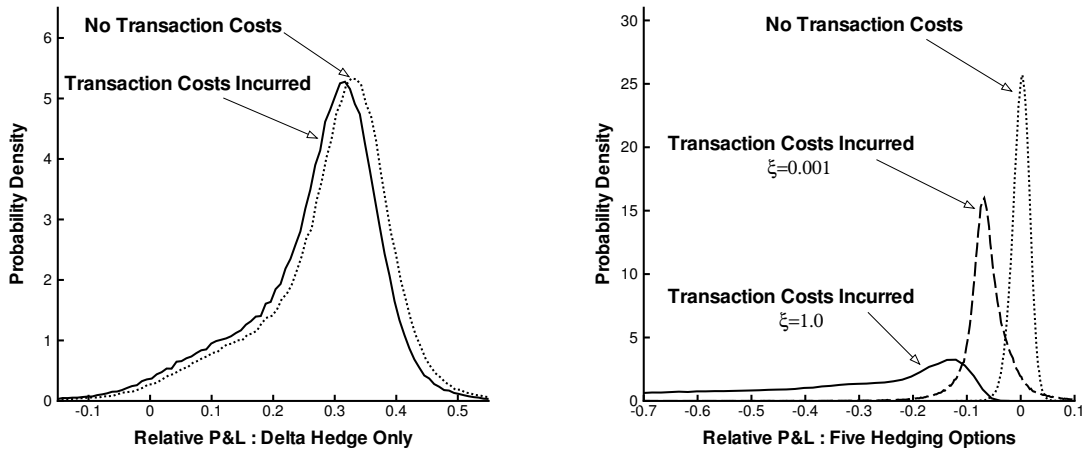 No Transaction Costs
Transaction Costs Incurred
Probability Density
6
5
4
3
2
1
0
-0.1 0 0.1 0.2 0.3 0.4 0.5
Relative P&L : Delta Hedge Only
No Transaction Costs
Transaction Costs Incurred
ξ=0.001
Transaction Costs Incurred
ξ=1.0
Probability Density
30
25
20
15
10
5
0
-0.7 -0.6 -0.5 -0.4 -0.3 -0.2 -0.1 0 0.1
Relative P&L : Five Hedging Options